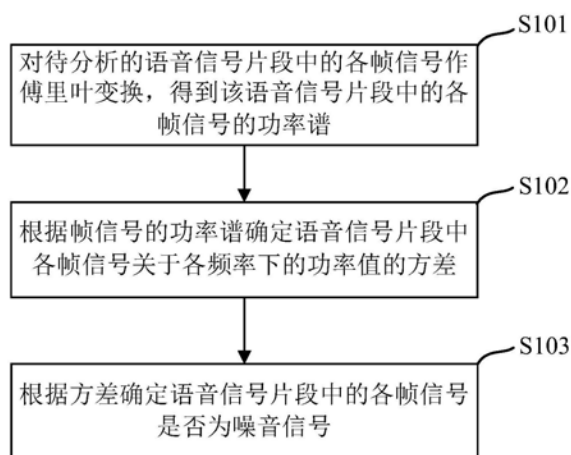 S101
对待分析的语音信号片段中的各帧信号作
傅里叶变换，得到该语音信号片段中的各
帧信号的功率谱
S102
根据帧信号的功率谱确定语音信号片段中
各帧信号关于各频率下的功率值的方差
S103
根据方差确定语音信号片段中的各帧信号
是否为噪音信号